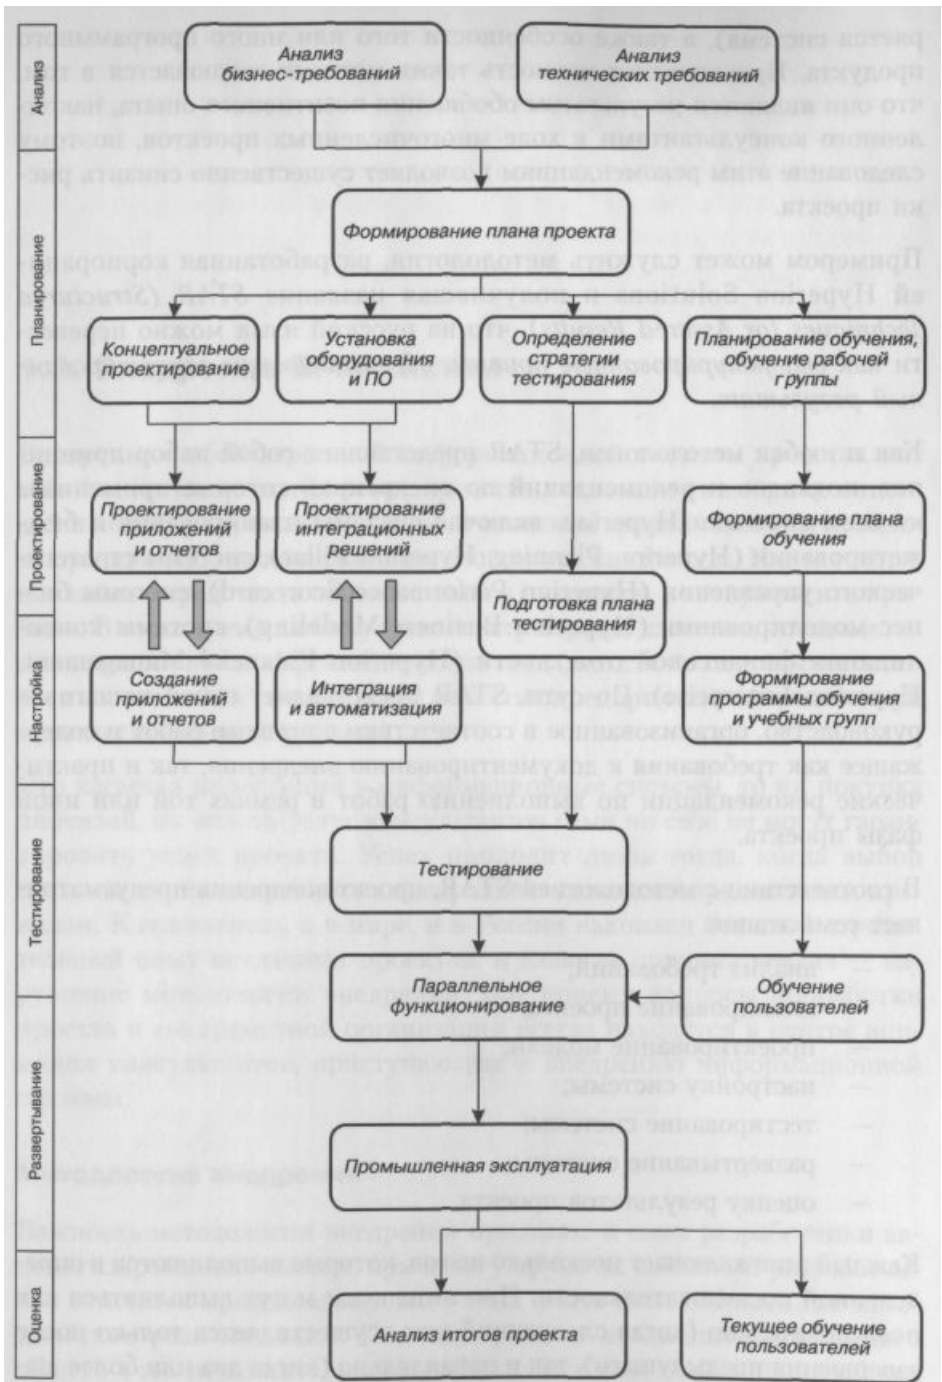 Анализ
Анализ
бизнес-требований
Анализ
технических требований
Планирование
Формирование плана проекта
Концептуальное
проектирование
Установка
оборудования
и ПО
Определение
стратегии
тестирования
Планирование обучения,
обучение рабочей
группы
Проектирование
Проектирование
приложений
и отчетов
Проектирование
интеграционных
решений
Формирование плана
обучения
Подготовка плана
тестирования
Настройка
Создание
приложений
и отчетов
Интеграция
и автоматизация
Формирование
программы обучения
и учебных групп
Тестирование
Тестирование
Параллельное
функционирование
Обучение
пользователей
Развертывание
Промышленная эксплуатация
Оценка
Анализ итогов проекта
Текущее обучение
пользователей